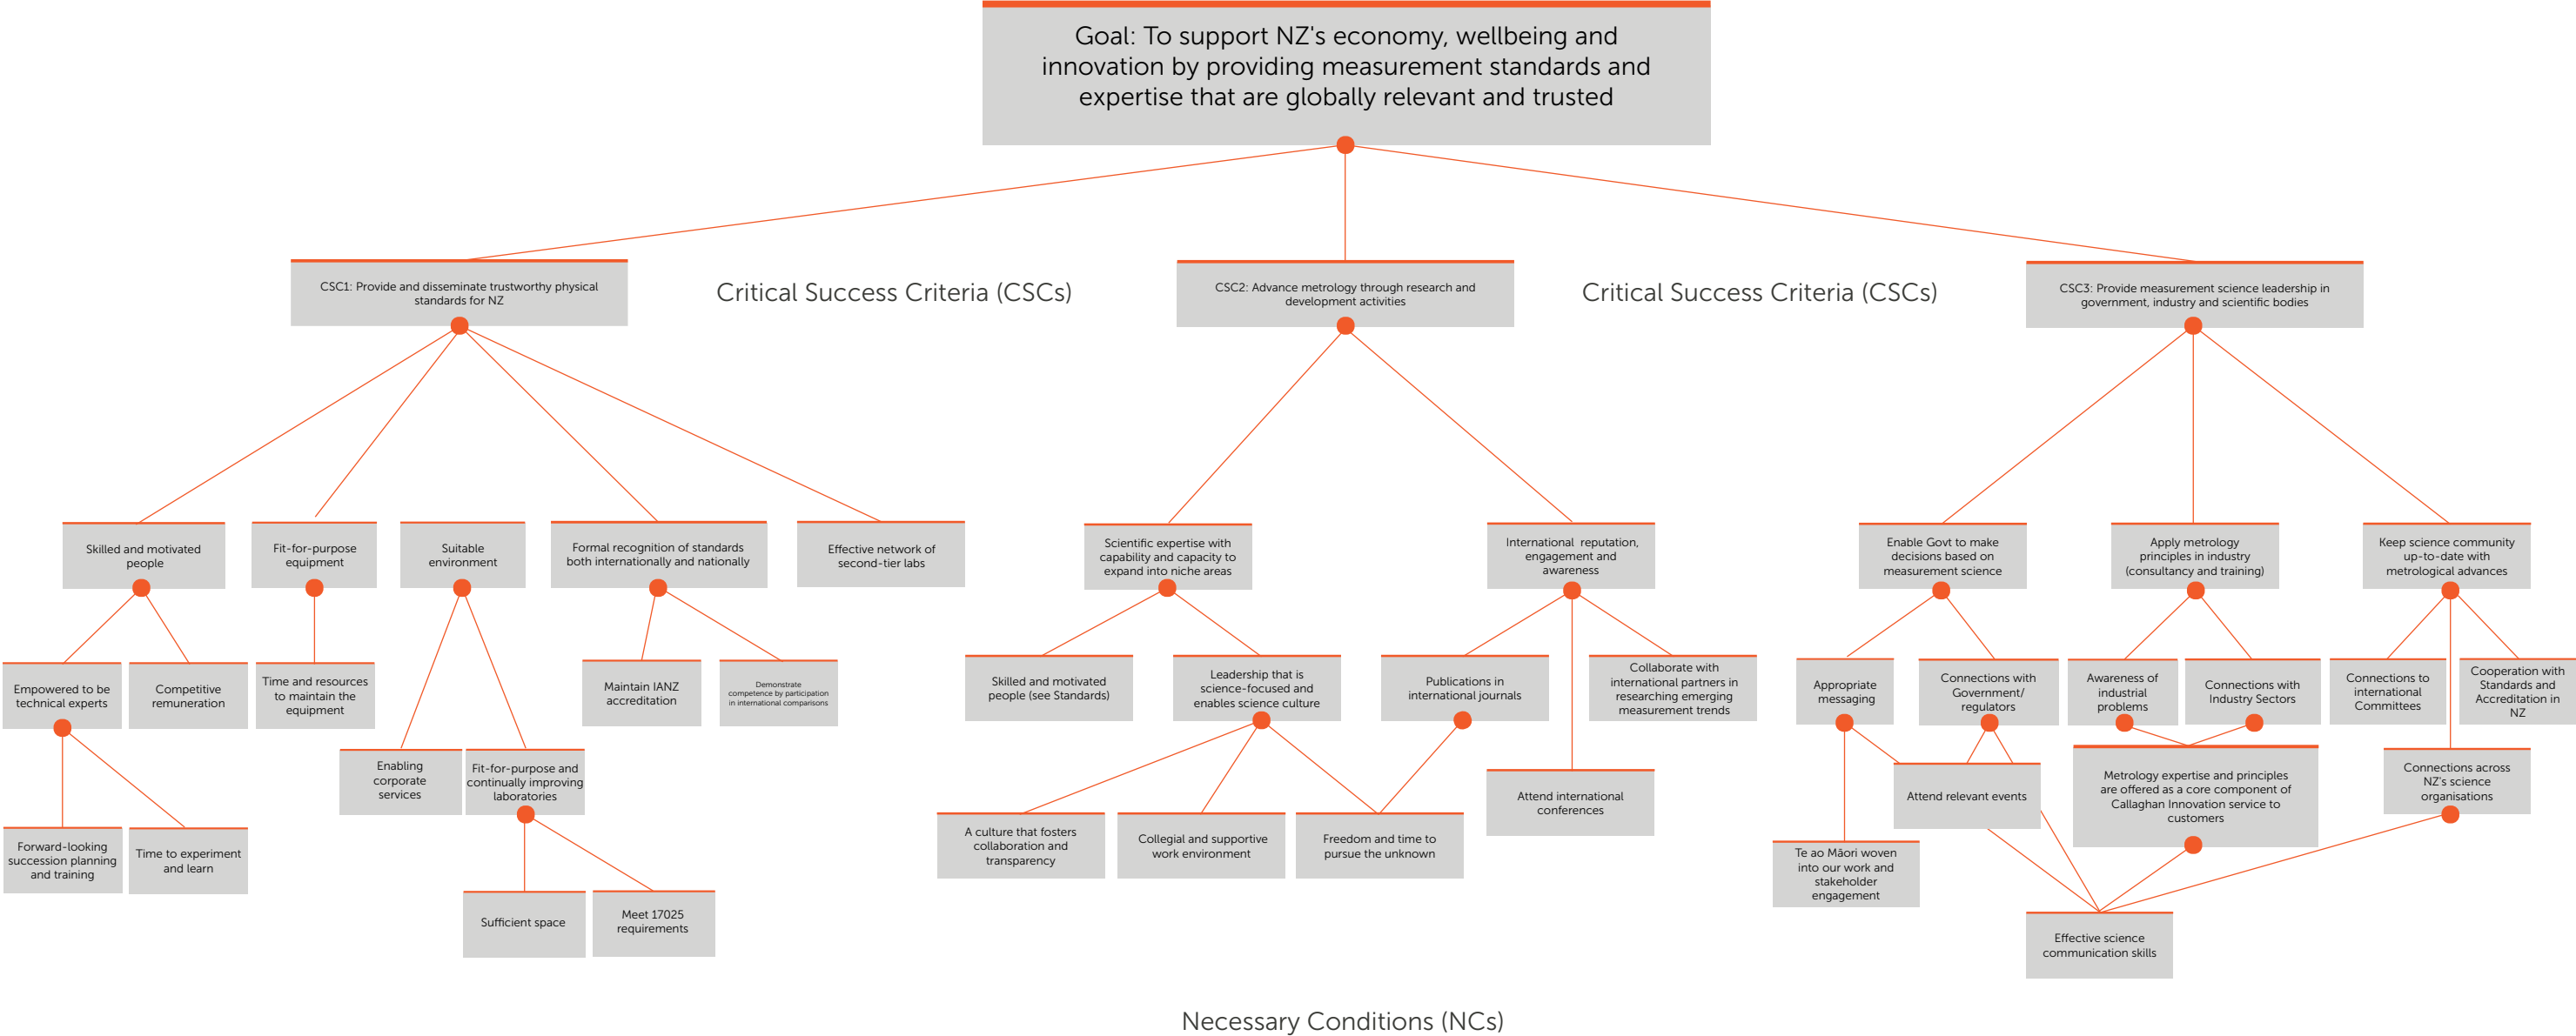 Goal: To support NZ's economy, wellbeing and
innovation by providing measurement standards and
expertise that are globally relevant and trusted
CSC1: Provide and disseminate trustworthy physical
standards for NZ
Critical Success Criteria (CSCs)
CSC2: Advance metrology through research and
development activities
Critical Success Criteria (CSCs)
CSC3: Provide measurement science leadership in
government, industry and scientific bodies
Skilled and motivated
people
Fit-for-purpose
equipment
Suitable
environment
Formal recognition of standards
both internationally and nationally
Effective network of
second-tier labs
Scientific expertise with
capability and capacity to
expand into niche areas
International reputation,
engagement and
awareness
Enable Govt to make
decisions based on
measurement science
Apply metrology
principles in industry
(consultancy and training)
Keep science community
up-to-date with
metrological advances
Empowered to be
technical experts
Competitive
remuneration
Time and resources
to maintain the
equipment
Maintain IANZ
accreditation
Demonstrate
competence by participation
in international comparisons
Skilled and motivated
people (see Standards)
Leadership that is
science-focused and
enables science culture
Publications in
international journals
Collaborate with
international partners in
researching emerging
measurement trends
Appropriate
messaging
Connections with
Government/
regulators
Awareness of
industrial
problems
Connections with
Industry Sectors
Connections to
international
Committees
Cooperation with
Standards and
Accreditation in
NZ
Enabling
corporate
services
Fit-for-purpose and
continually improving
laboratories
Attend international
conferences
Attend relevant events
Metrology expertise and principles
are offered as a core component of
Callaghan Innovation service to
customers
Connections across
NZ's science
organisations
Forward-looking
succession planning
and training
Time to experiment
and learn
A culture that fosters
collaboration and
transparency
Collegial and supportive
work environment
Freedom and time to
pursue the unknown
Te ao Māori woven
into our work and
stakeholder
engagement
Sufficient space
Meet 17025
requirements
Effective science
communication skills
Necessary Conditions (NCs)